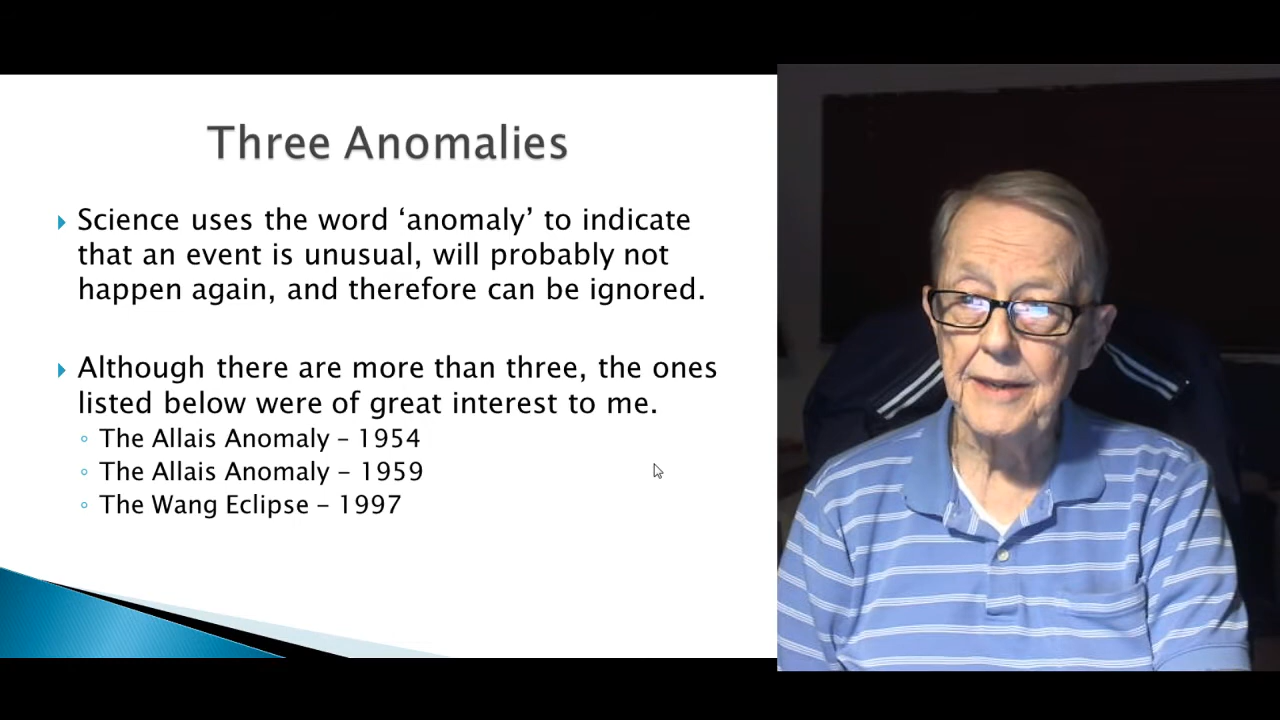 Three Anomalies
Science uses the word ‘anomaly’ to indicate
that an event is unusual, will probably not
happen again, and therefore can be ignored.
Although there are more than three, the ones
listed below were of great interest to me.
The Allais Anomaly – 1954
The Allais Anomaly – 1959
The Wang Eclipse – 1997